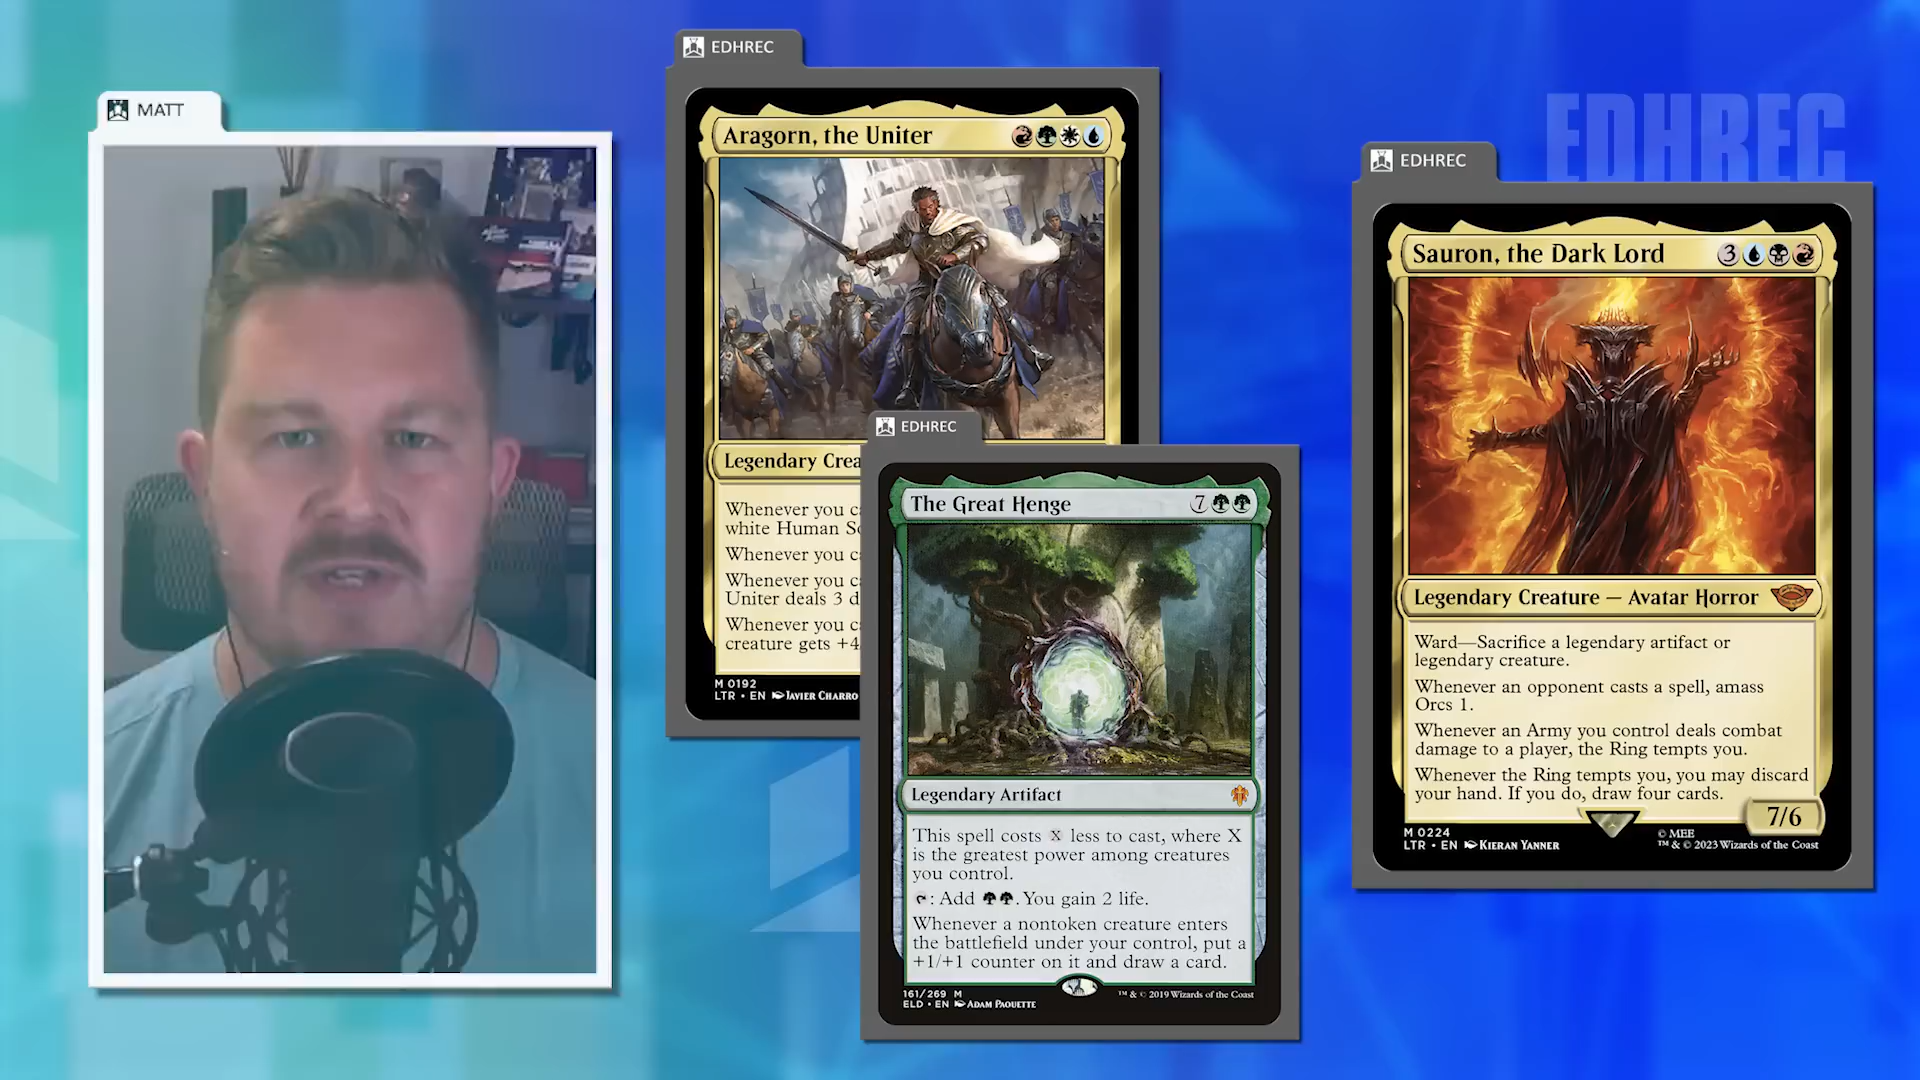 MATT
EDHREC
Aragorn, the Uniter
Legendary Crea
Whenever you ca
white Human So
Whenever you ca
Whenever you ca
Uniter deals 3 d
Whenever you ca
creature gets +4
M 0192
LTR • EN JAVIER CHARRO
EDHREC
The Great Henge 7
Legendary Artifact
This spell costs X less to cast, where X
is the greatest power among creatures
you control.
: Add . You gain 2 life.
Whenever a nontoken creature enters
the battlefield under your control, put a
+1/+1 counter on it and draw a card.
161/269 M
ELD • EN ADAM PAQUETTE
™ & © 2019 Wizards of the Coast
EDHREC
EDHREC
Sauron, the Dark Lord 3
Legendary Creature — Avatar Horror
Ward—Sacrifice a legendary artifact or
legendary creature.
Whenever an opponent casts a spell, amass
Orcs 1.
Whenever an Army you control deals combat
damage to a player, the Ring tempts you.
Whenever the Ring tempts you, you may discard
your hand. If you do, draw four cards.
7/6
M 0224
LTR • EN KIERAN YANNER
© MEE
™ & © 2023 Wizards of the Coast